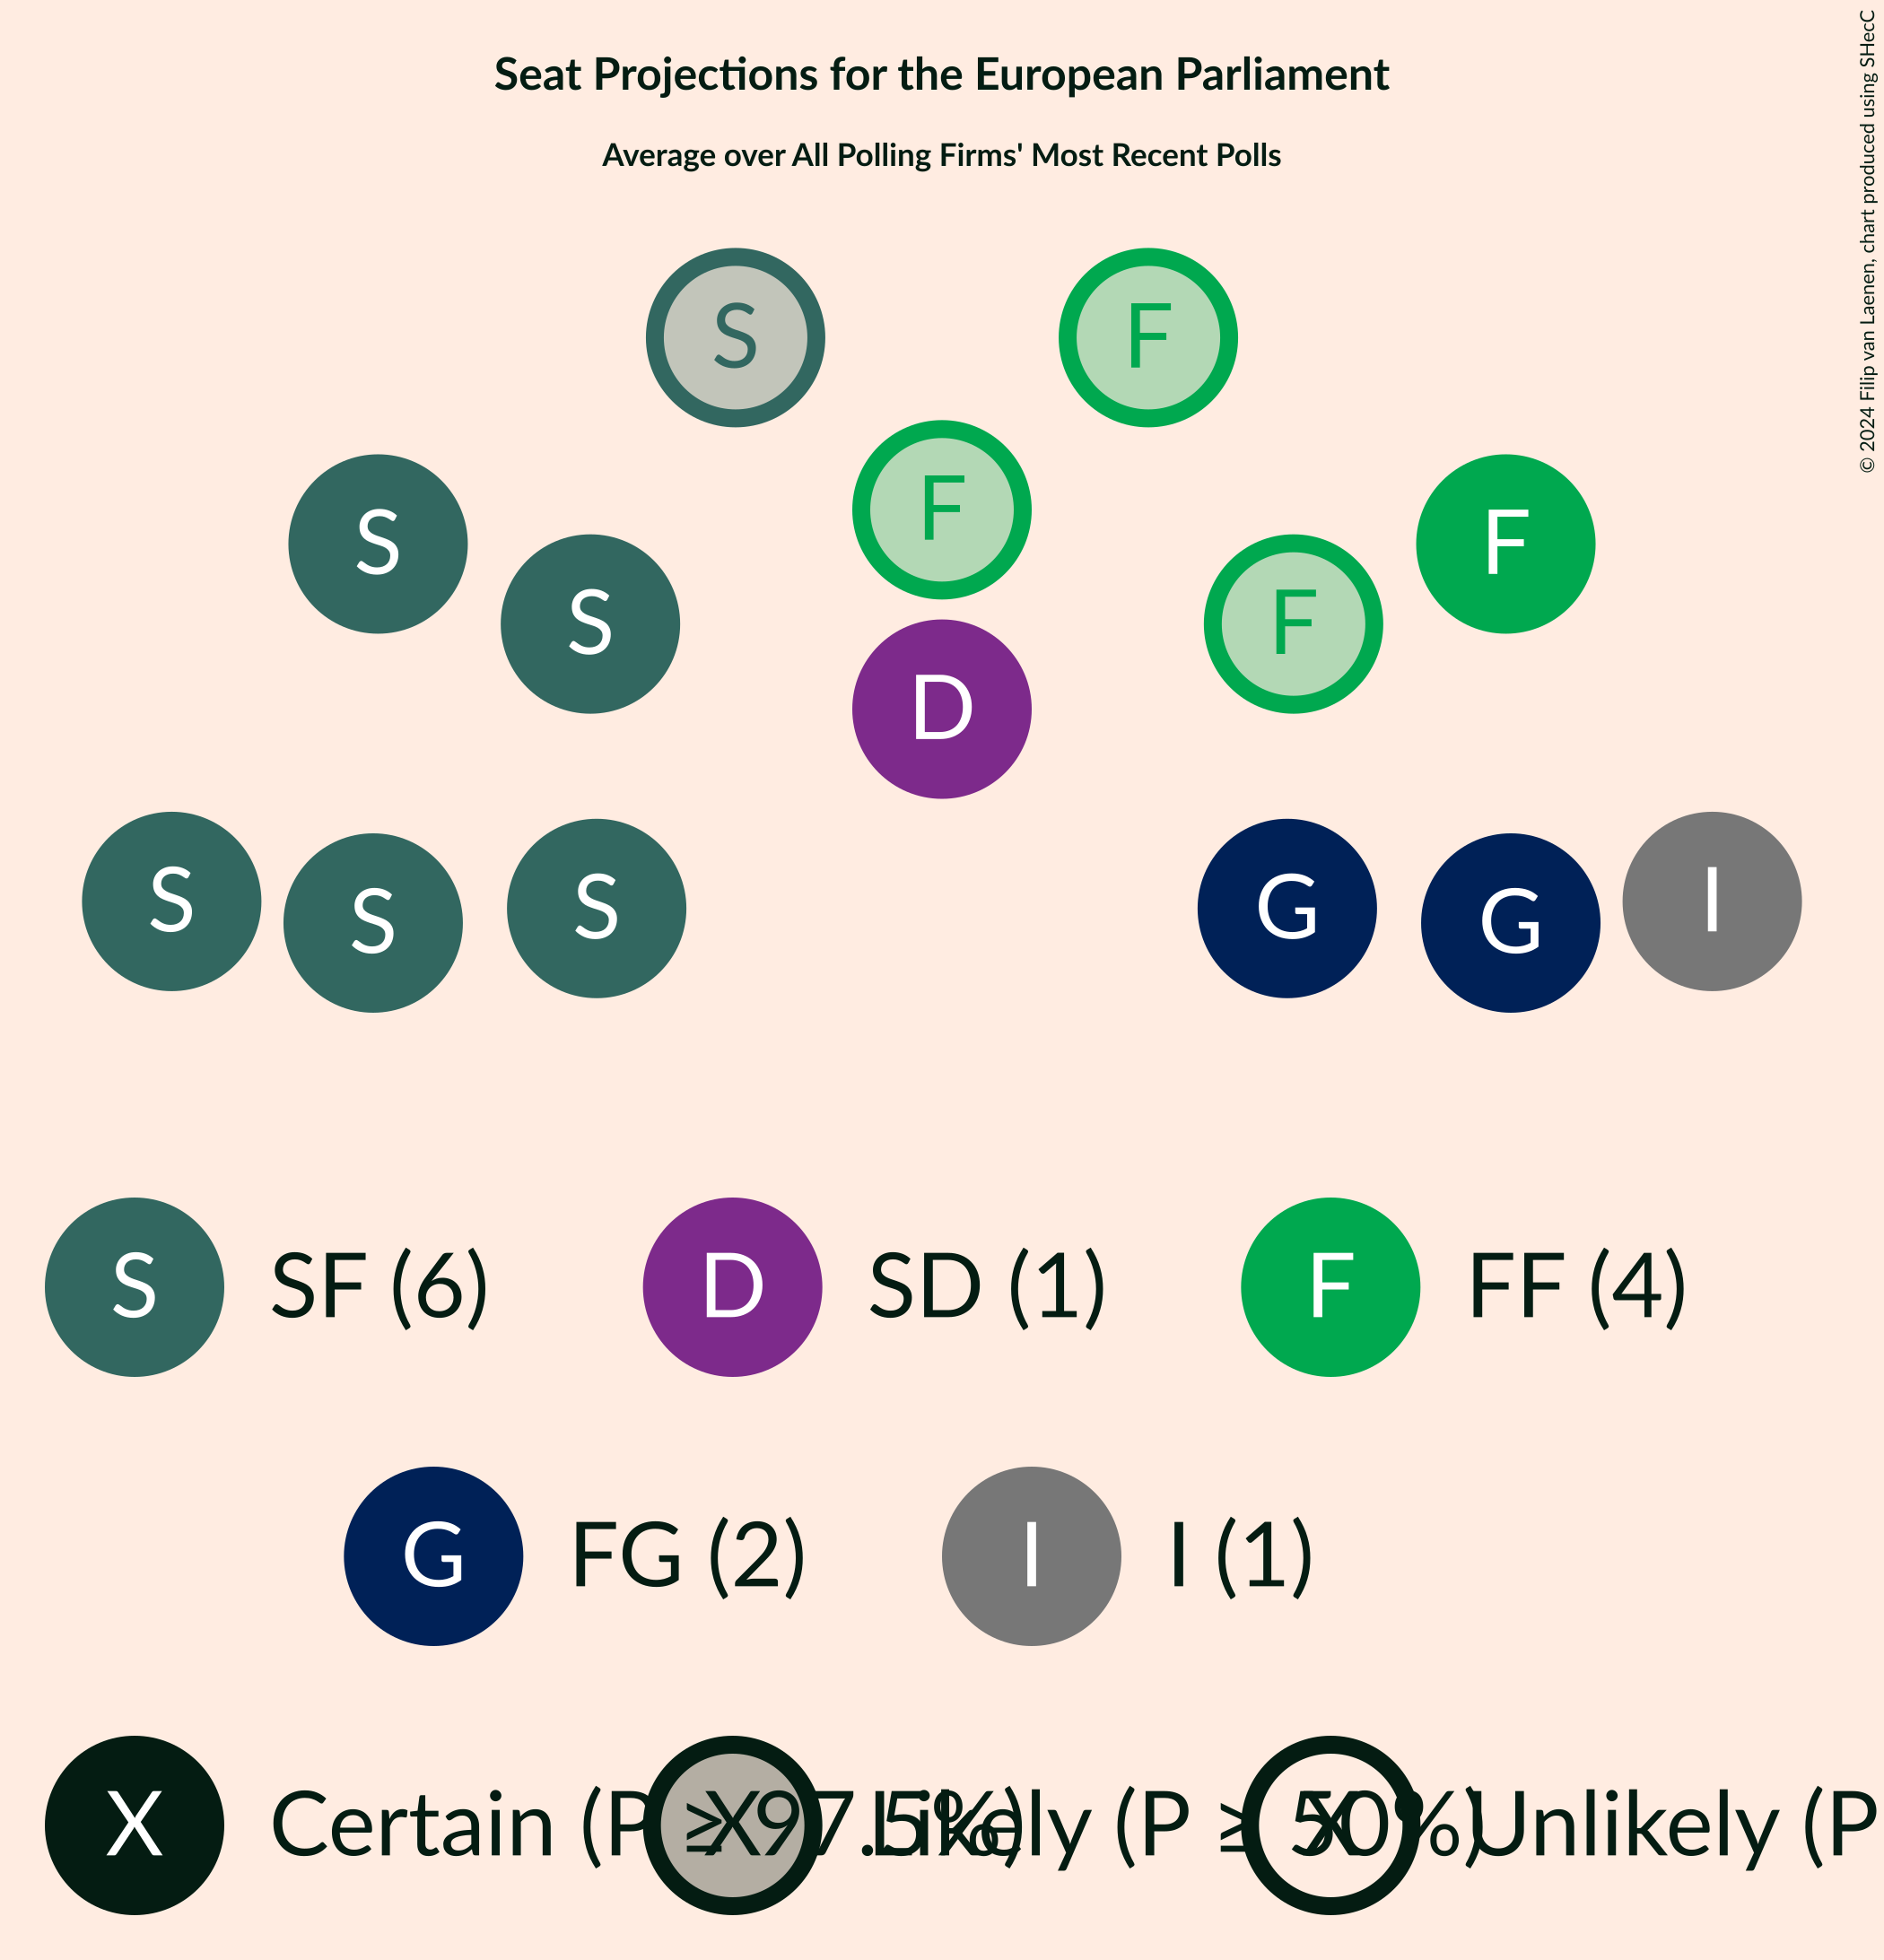 Seat Projections for the European Parliament
Average over All Polling Firms' Most Recent Polls
© 2024 Filip van Laenen, chart produced using SHecC
S F
F
S F
S F
D
S I
S G
S G
S SF (6) D SD (1) F FF (4)
G FG (2) I I (1)
X Certain (P ≥ 97.5%) X Likely (P ≥ 50%) X Unlikely (P